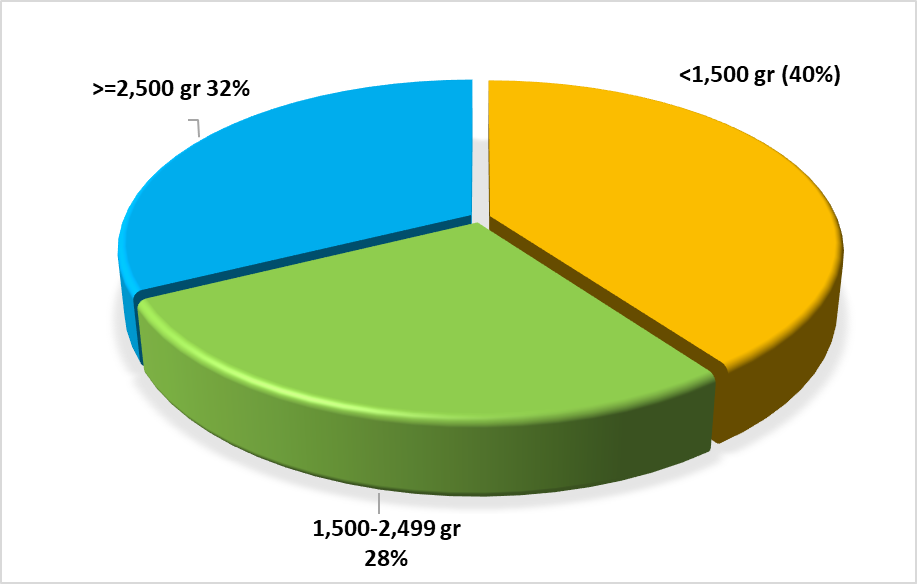 >=2,500 gr 32%
<1,500 gr (40%)
1,500-2,499 gr
28%